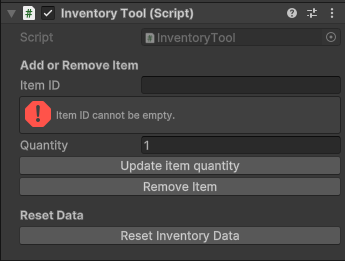 Inventory Tool (Script)
Script InventoryTool
Add or Remove Item
Item ID
Item ID cannot be empty.
Quantity 1
Update item quantity
Remove Item
Reset Data
Reset Inventory Data